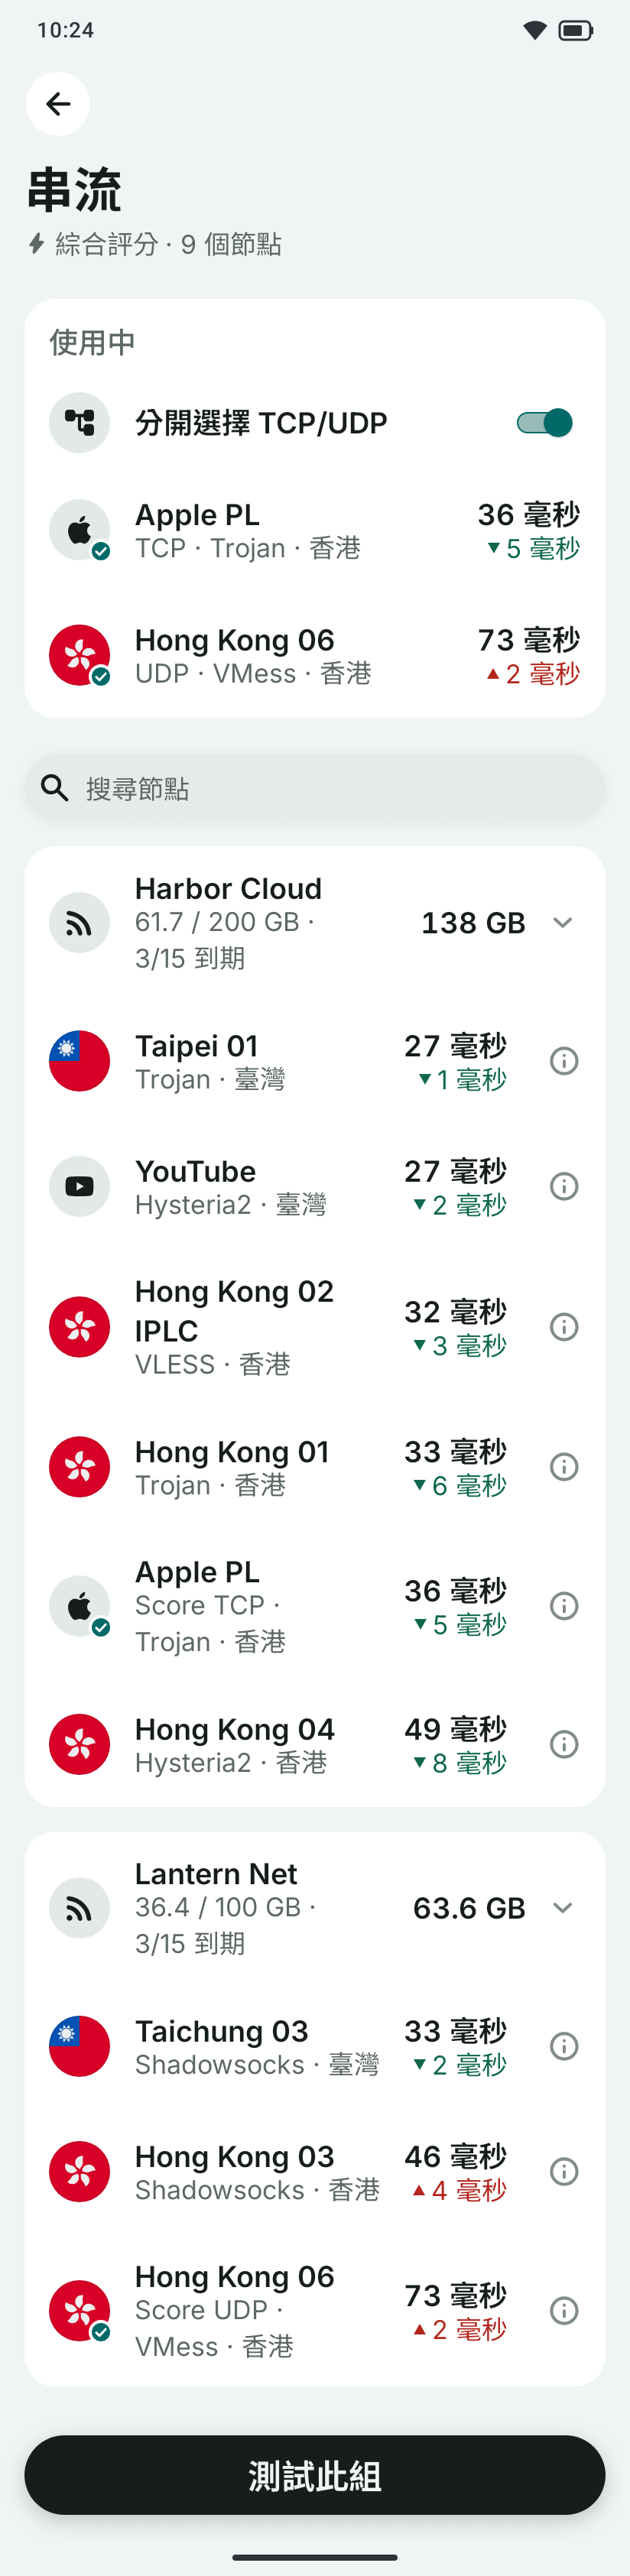 10:24
串流
綜合評分 · 9 個節點
使用中
分開選擇 TCP/UDP
Apple PL
36 毫秒
TCP · Trojan · 香港
▼5 毫秒
Hong Kong 06
73 毫秒
UDP · VMess · 香港
▲2 毫秒
搜尋節點
Harbor Cloud
61.7 / 200 GB ·
3/15 到期
138 GB
Taipei 01
27 毫秒
Trojan · 臺灣
▼1 毫秒
YouTube
27 毫秒
Hysteria2 · 臺灣
▼2 毫秒
Hong Kong 02
IPLC
32 毫秒
VLESS · 香港
▼3 毫秒
Hong Kong 01
33 毫秒
Trojan · 香港
▼6 毫秒
Apple PL
36 毫秒
Score TCP ·
Trojan · 香港
▼5 毫秒
Hong Kong 04
49 毫秒
Hysteria2 · 香港
▼8 毫秒
Lantern Net
36.4 / 100 GB ·
3/15 到期
63.6 GB
Taichung 03
33 毫秒
Shadowsocks · 臺灣
▼2 毫秒
Hong Kong 03
46 毫秒
Shadowsocks · 香港
▲4 毫秒
Hong Kong 06
73 毫秒
Score UDP ·
VMess · 香港
▲2 毫秒
測試此組